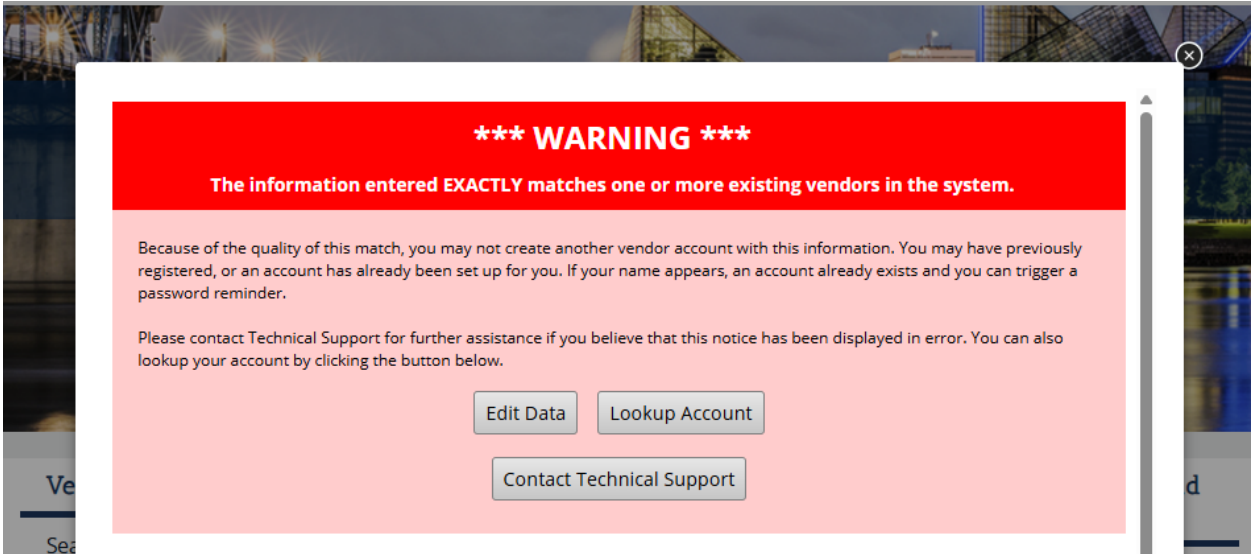 *** WARNING ***
The information entered EXACTLY matches one or more existing vendors in the system.
Because of the quality of this match, you may not create another vendor account with this information. You may have previously
registered, or an account has already been set up for you. If your name appears, an account already exists and you can trigger a
password reminder.
Please contact Technical Support for further assistance if you believe that this notice has been displayed in error. You can also
lookup your account by clicking the button below.
Edit Data Lookup Account
Contact Technical Support
Ve d
Sea